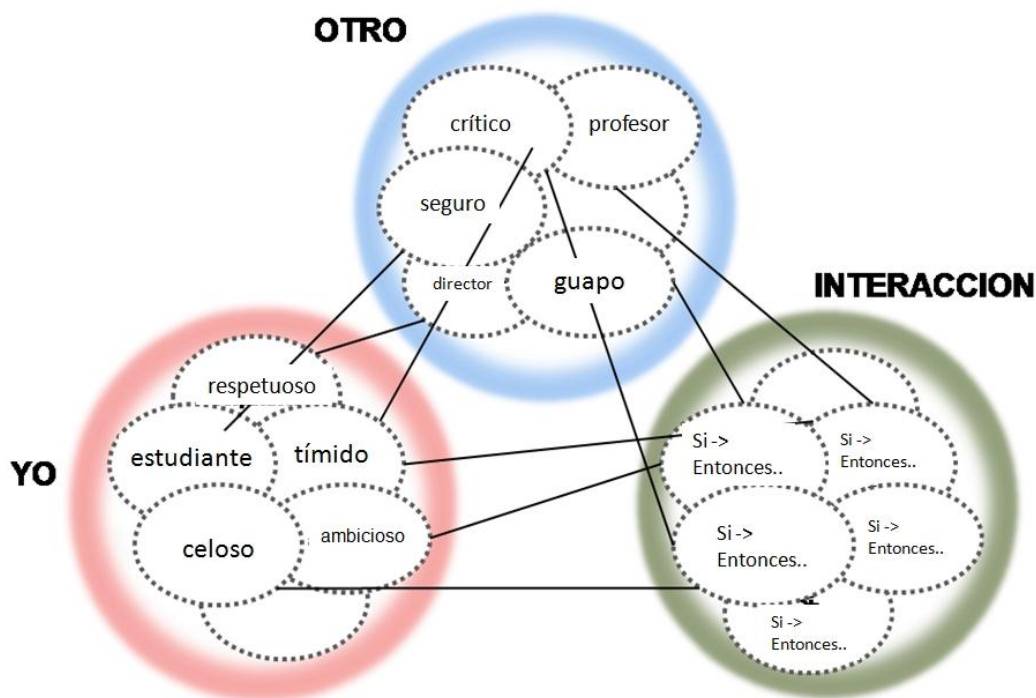 OTRO
crítico
profesor
seguro
director
guapo
INTERACCION
respetuoso
YO
estudiante
tímido
celoso
ambicioso
Si ->
Entonces..
Si ->
Entonces..
Si ->
Entonces..
Si ->
Entonces..
Si ->
Entonces..